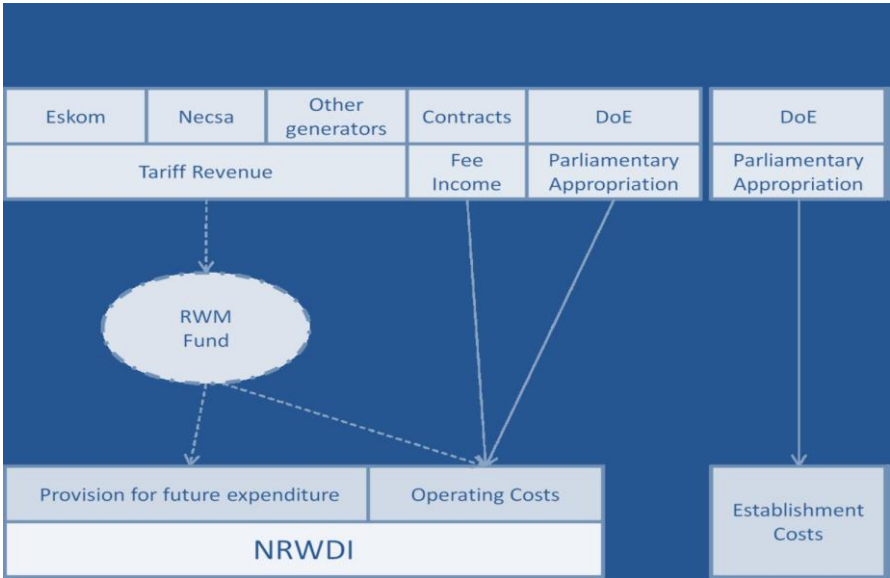 Eskom
Necsa
Other
generators
Contracts
DoE
DoE
Tariff Revenue
Fee
Income
Parliamentary
Appropriation
Parliamentary
Appropriation
RWM
Fund
Provision for future expenditure
Operating Costs
NRWDI
Establishment
Costs